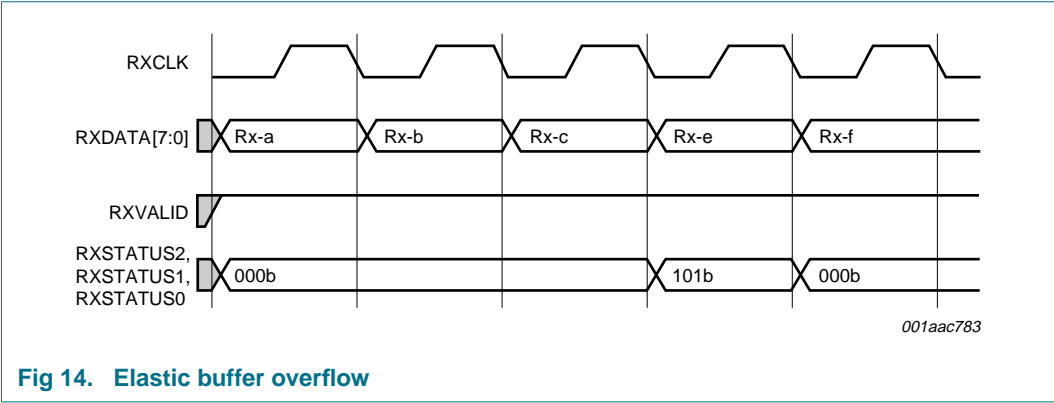 RXCLK
RXDATA[7:0] Rx-a Rx-b Rx-c Rx-e Rx-f
RXVALID
RXSTATUS2,
RXSTATUS1, 000b 101b 000b
RXSTATUS0
001aac783
Fig 14. Elastic buffer overflow